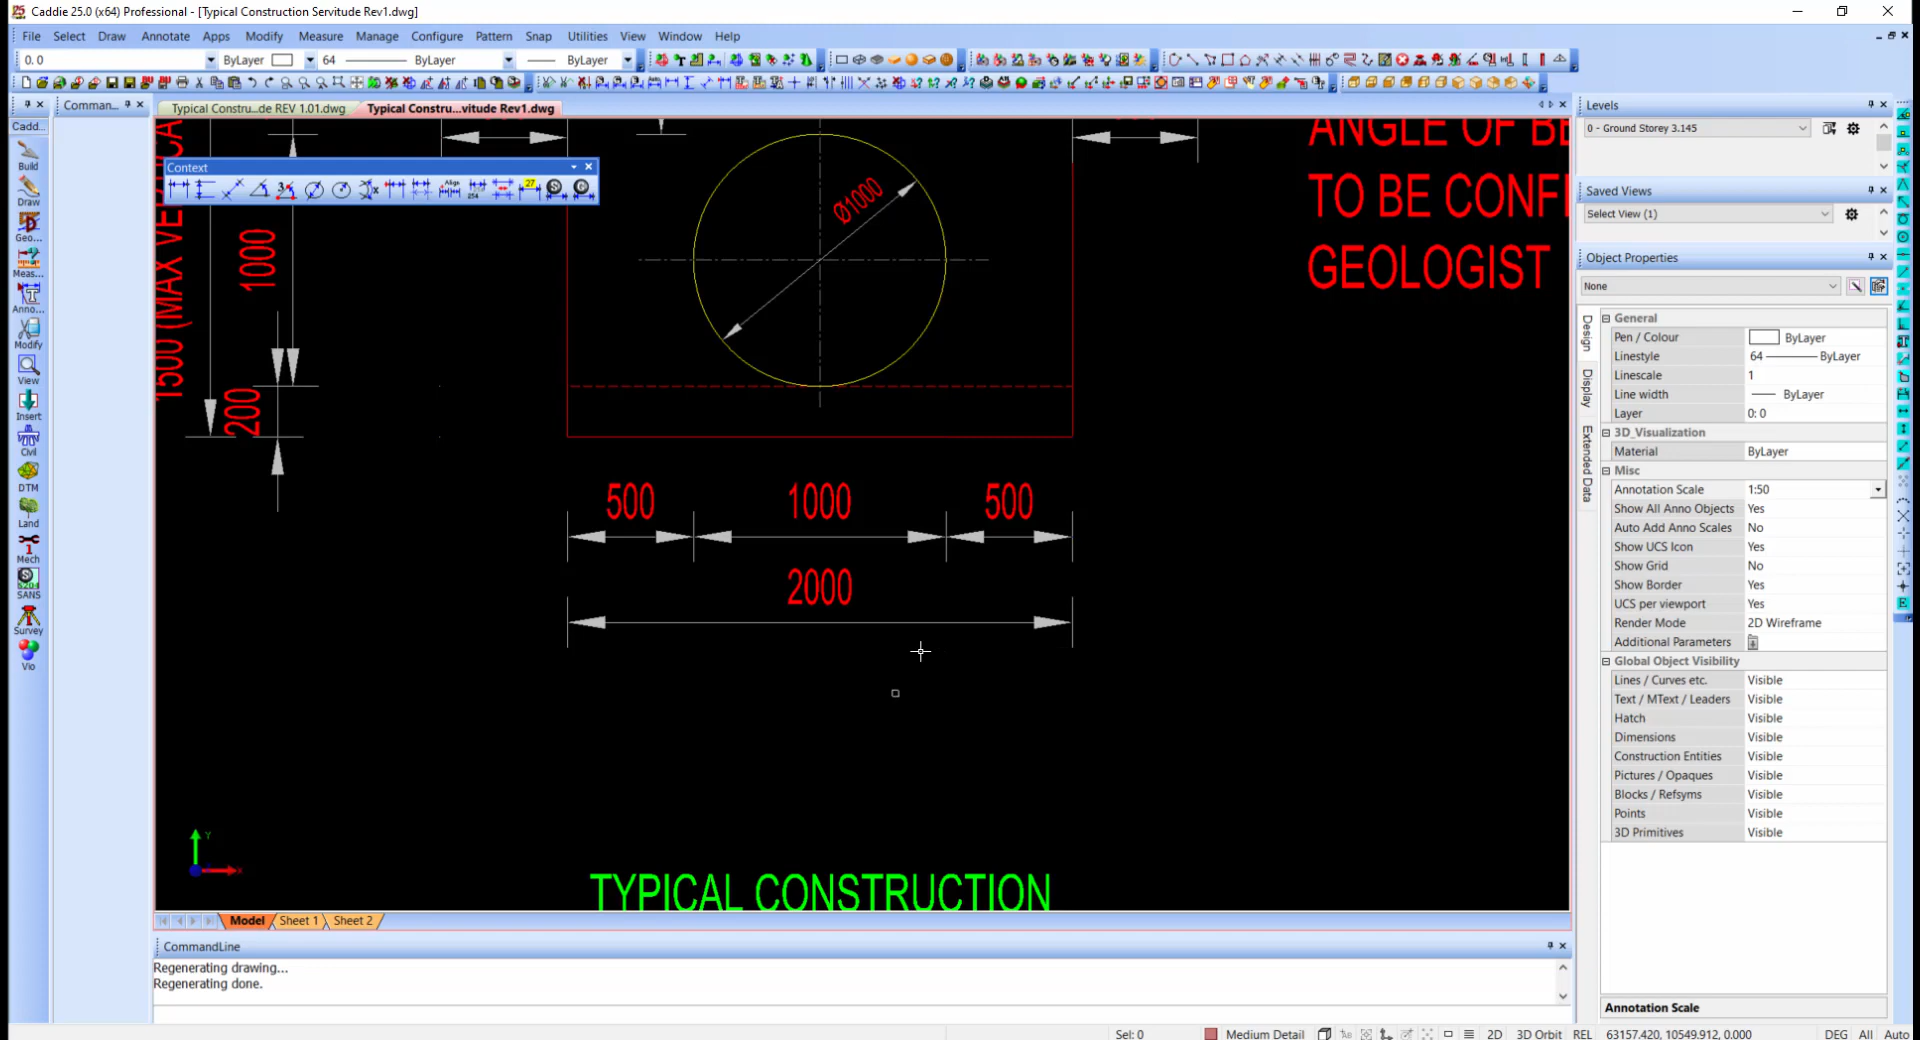 Caddie 25.0 (x64) Professional - [Typical Construction Servitude Rev1.dwg]
File Select Draw Annotate Apps Modify Measure Manage Configure Pattern Snap Utilities View Window Help
0. 0 ByLayer 64 ByLayer ByLayer
Comman...
Typical Constru...de REV 1.01.dwg
Typical Constru...vitude Rev1.dwg
Cadd...
Build
Draw
Geo...
Meas...
Anno...
Modify
View
Insert
Civil
DTM
Land
Mech
SANS
Survey
Vio
Context
1000
200
Ø1000
500 1000 500
2000
TO BE CONFI
GEOLOGIST
TYPICAL CONSTRUCTION
Model Sheet 1 Sheet 2
CommandLine
Regenerating drawing...
Regenerating done.
Levels
0 - Ground Storey 3.145
Saved Views
Select View (1)
Object Properties
None
Design
Display
Extended Data
General
Pen / Colour ByLayer
Linestyle 64 ByLayer
Linescale 1
Line width ByLayer
Layer 0: 0
3D_Visualization
Material ByLayer
Misc
Annotation Scale 1:50
Show All Anno Objects Yes
Auto Add Anno Scales No
Show UCS Icon Yes
Show Grid No
Show Border Yes
UCS per viewport Yes
Render Mode 2D Wireframe
Additional Parameters
Global Object Visibility
Lines / Curves etc. Visible
Text / MText / Leaders Visible
Hatch Visible
Dimensions Visible
Construction Entities Visible
Pictures / Opaques Visible
Blocks / Refsyms Visible
Points Visible
3D Primitives Visible
Annotation Scale
Sel: 0 Medium Detail 2D 3D Orbit REL 63157.420, 10549.912, 0.000 DEG All Auto